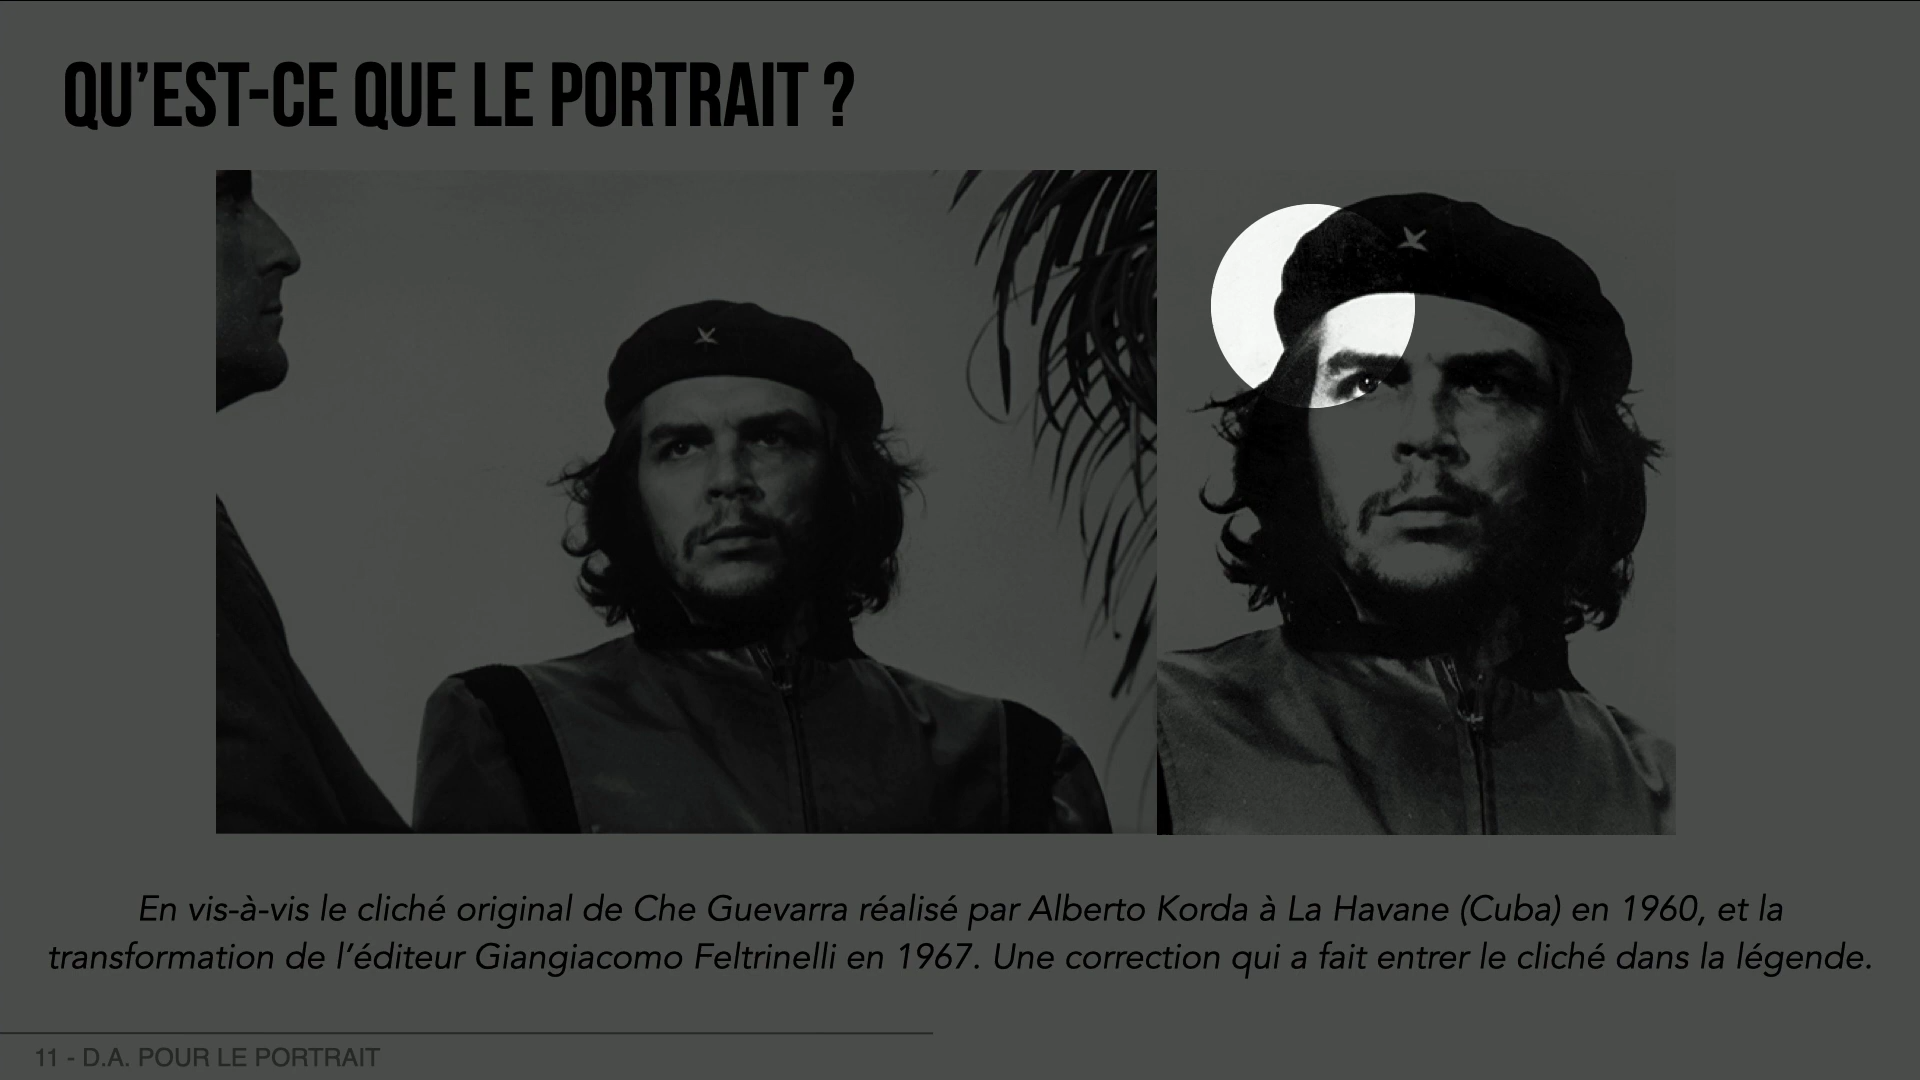 QU’EST-CE QUE LE PORTRAIT ?
En vis-à-vis le cliché original de Che Guevarra réalisé par Alberto Korda à La Havane (Cuba) en 1960, et la
transformation de l’éditeur Giangiacomo Feltrinelli en 1967. Une correction qui a fait entrer le cliché dans la légende.
11 - D.A. POUR LE PORTRAIT